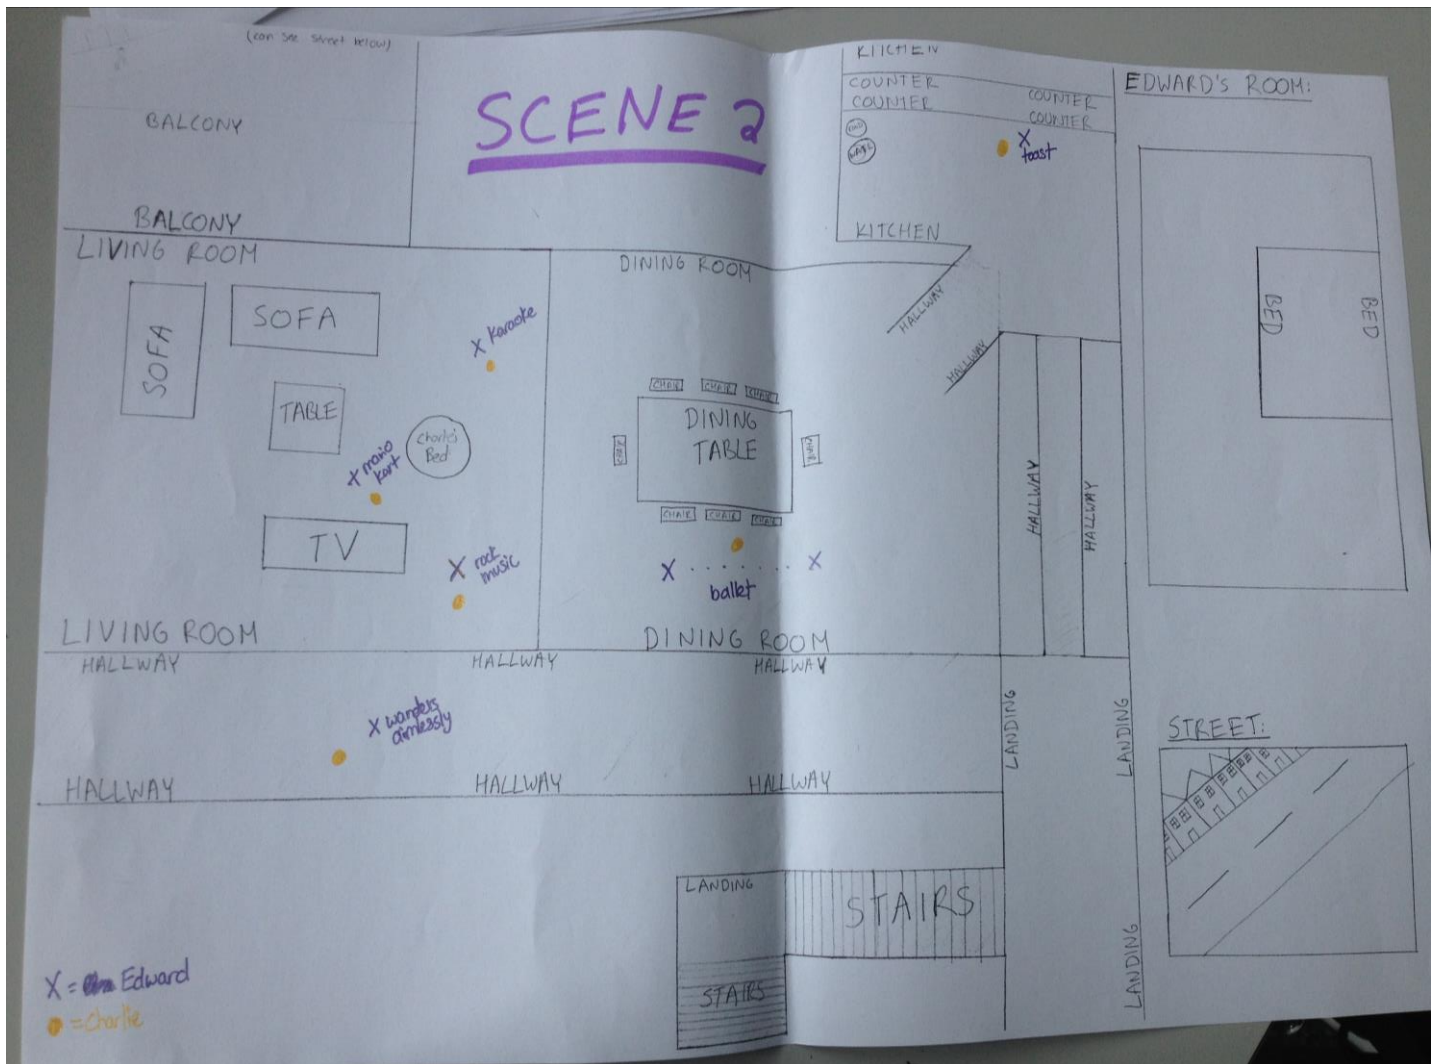 (can see street below)
BALCONY
BALCONY
SCENE 2
KITCHEN
COUNTER
COUNTER
COUNTER
COUNTER
X
toast
KITCHEN
EDWARD'S ROOM:
BED
BED
LIVING ROOM
SOFA
SOFA
X Karaoke
TABLE
Charlie's
Bed
X mario
kart
TV
X rock
music
LIVING ROOM
DINING ROOM
CHAIR
CHAIR
CHAIR
CHAIR
DINING
TABLE
CHAIR
CHAIR
CHAIR
CHAIR
X . . . . . . X
ballet
DINING ROOM
HALLWAY
HALLWAY
HALLWAY
HALLWAY
HALLWAY
HALLWAY
HALLWAY
X wanders
aimlessly
HALLWAY
HALLWAY
HALLWAY
LANDING
LANDING
LANDING
LANDING
STREET:
LANDING
STAIRS
STAIRS
X = Edward
= Charlie